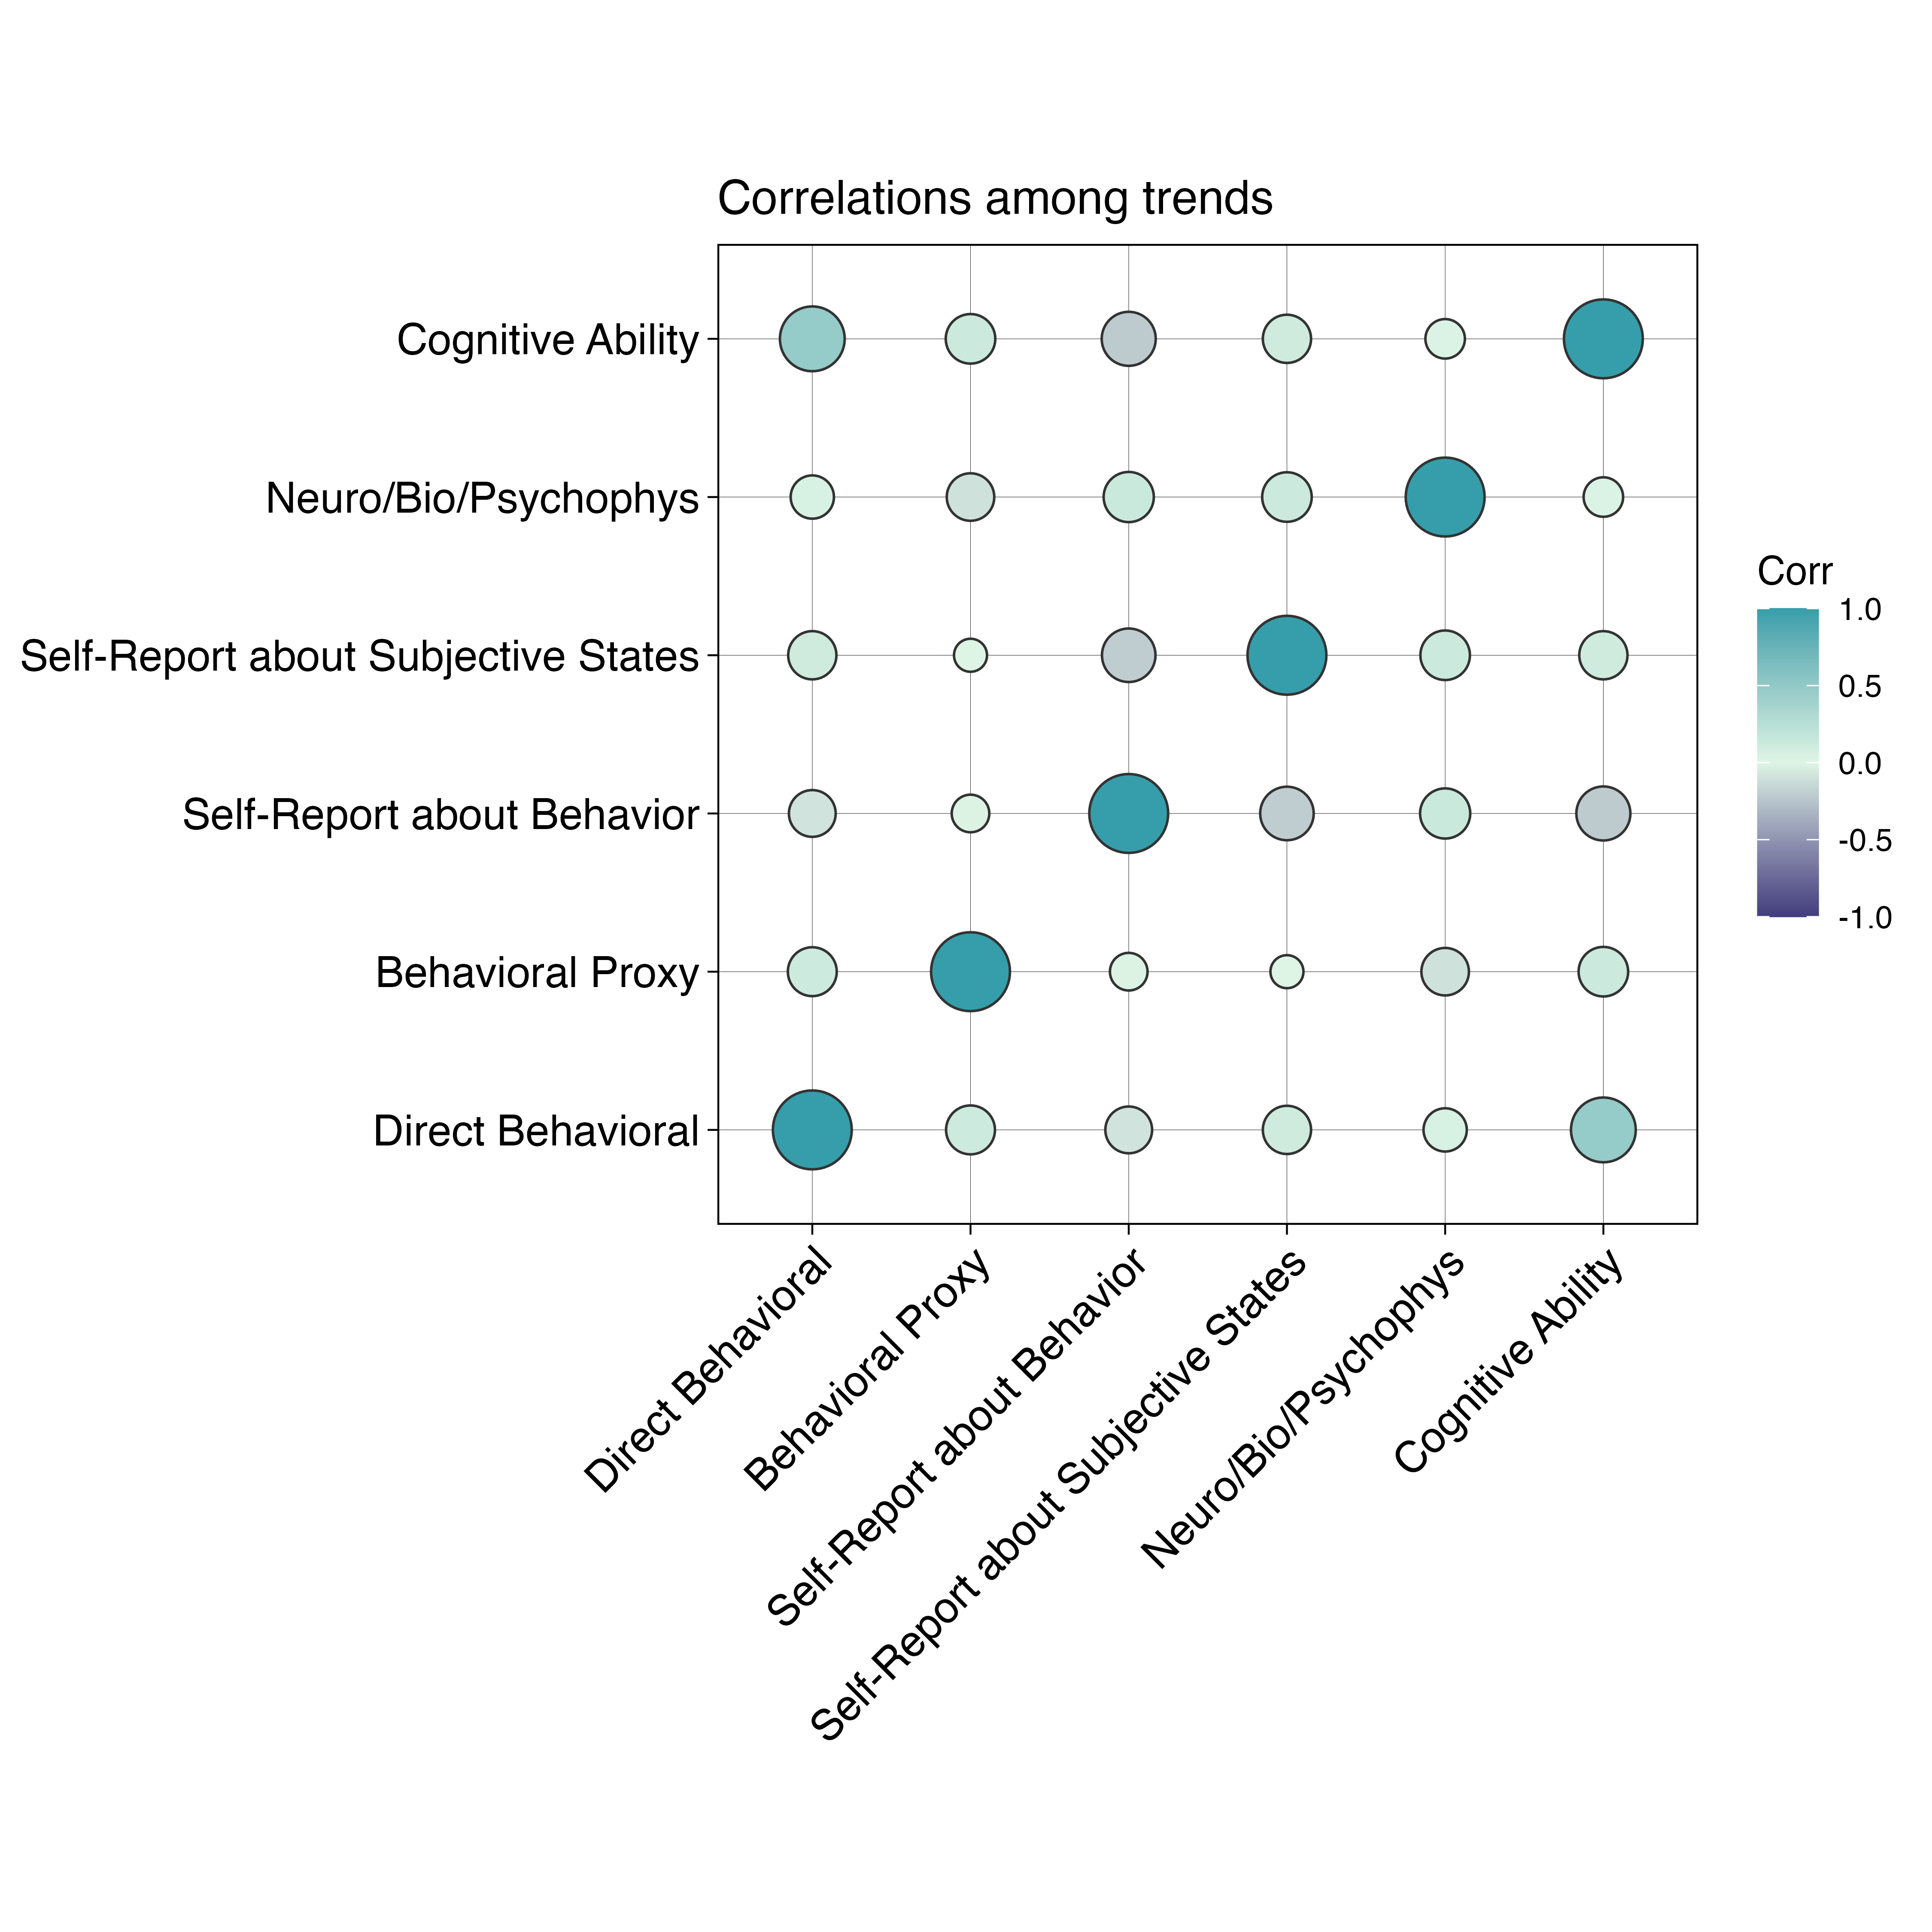 Correlations among trends
Cognitive Ability
Neuro/Bio/Psychophys
Self-Report about Subjective States
Self-Report about Behavior
Behavioral Proxy
Direct Behavioral
Direct Behavioral
Behavioral Proxy
Self-Report about Behavior
Self-Report about Subjective States
Neuro/Bio/Psychophys
Cognitive Ability
Corr
1.0
0.5
0.0
-0.5
-1.0